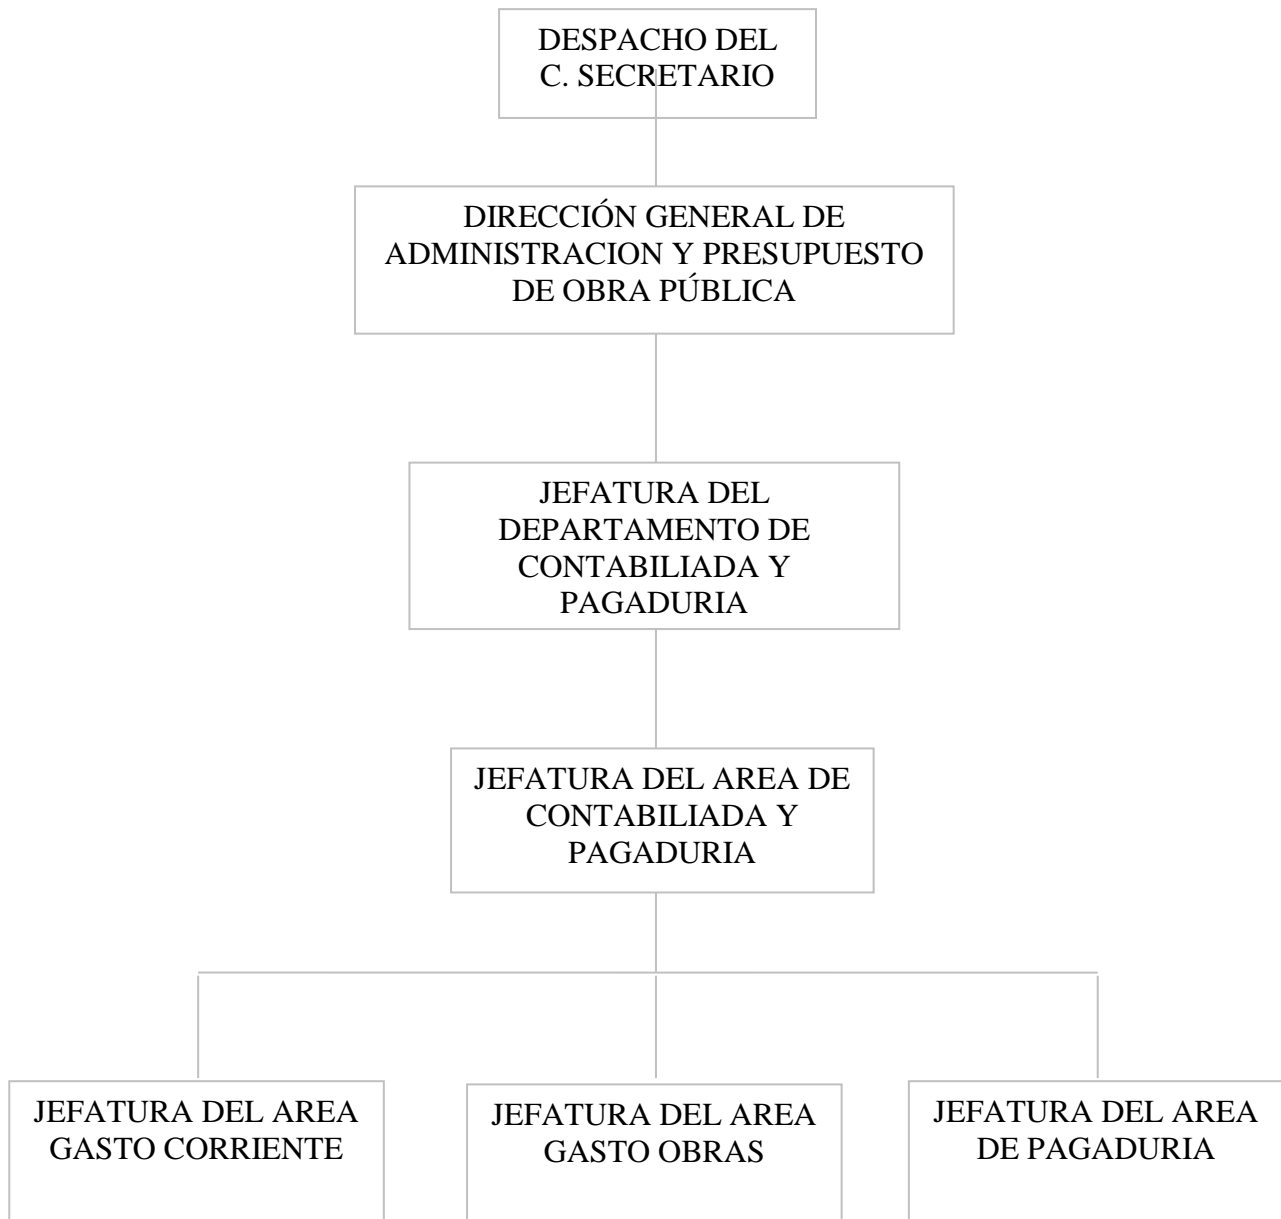 DESPACHO DEL
C. SECRETARIO
DIRECCIÓN GENERAL DE
ADMINISTRACION Y PRESUPUESTO
DE OBRA PÚBLICA
JEFATURA DEL
DEPARTAMENTO DE
CONTABILIADA Y
PAGADURIA
JEFATURA DEL AREA DE
CONTABILIADA Y
PAGADURIA
JEFATURA DEL AREA
GASTO CORRIENTE
JEFATURA DEL AREA
GASTO OBRAS
JEFATURA DEL AREA
DE PAGADURIA